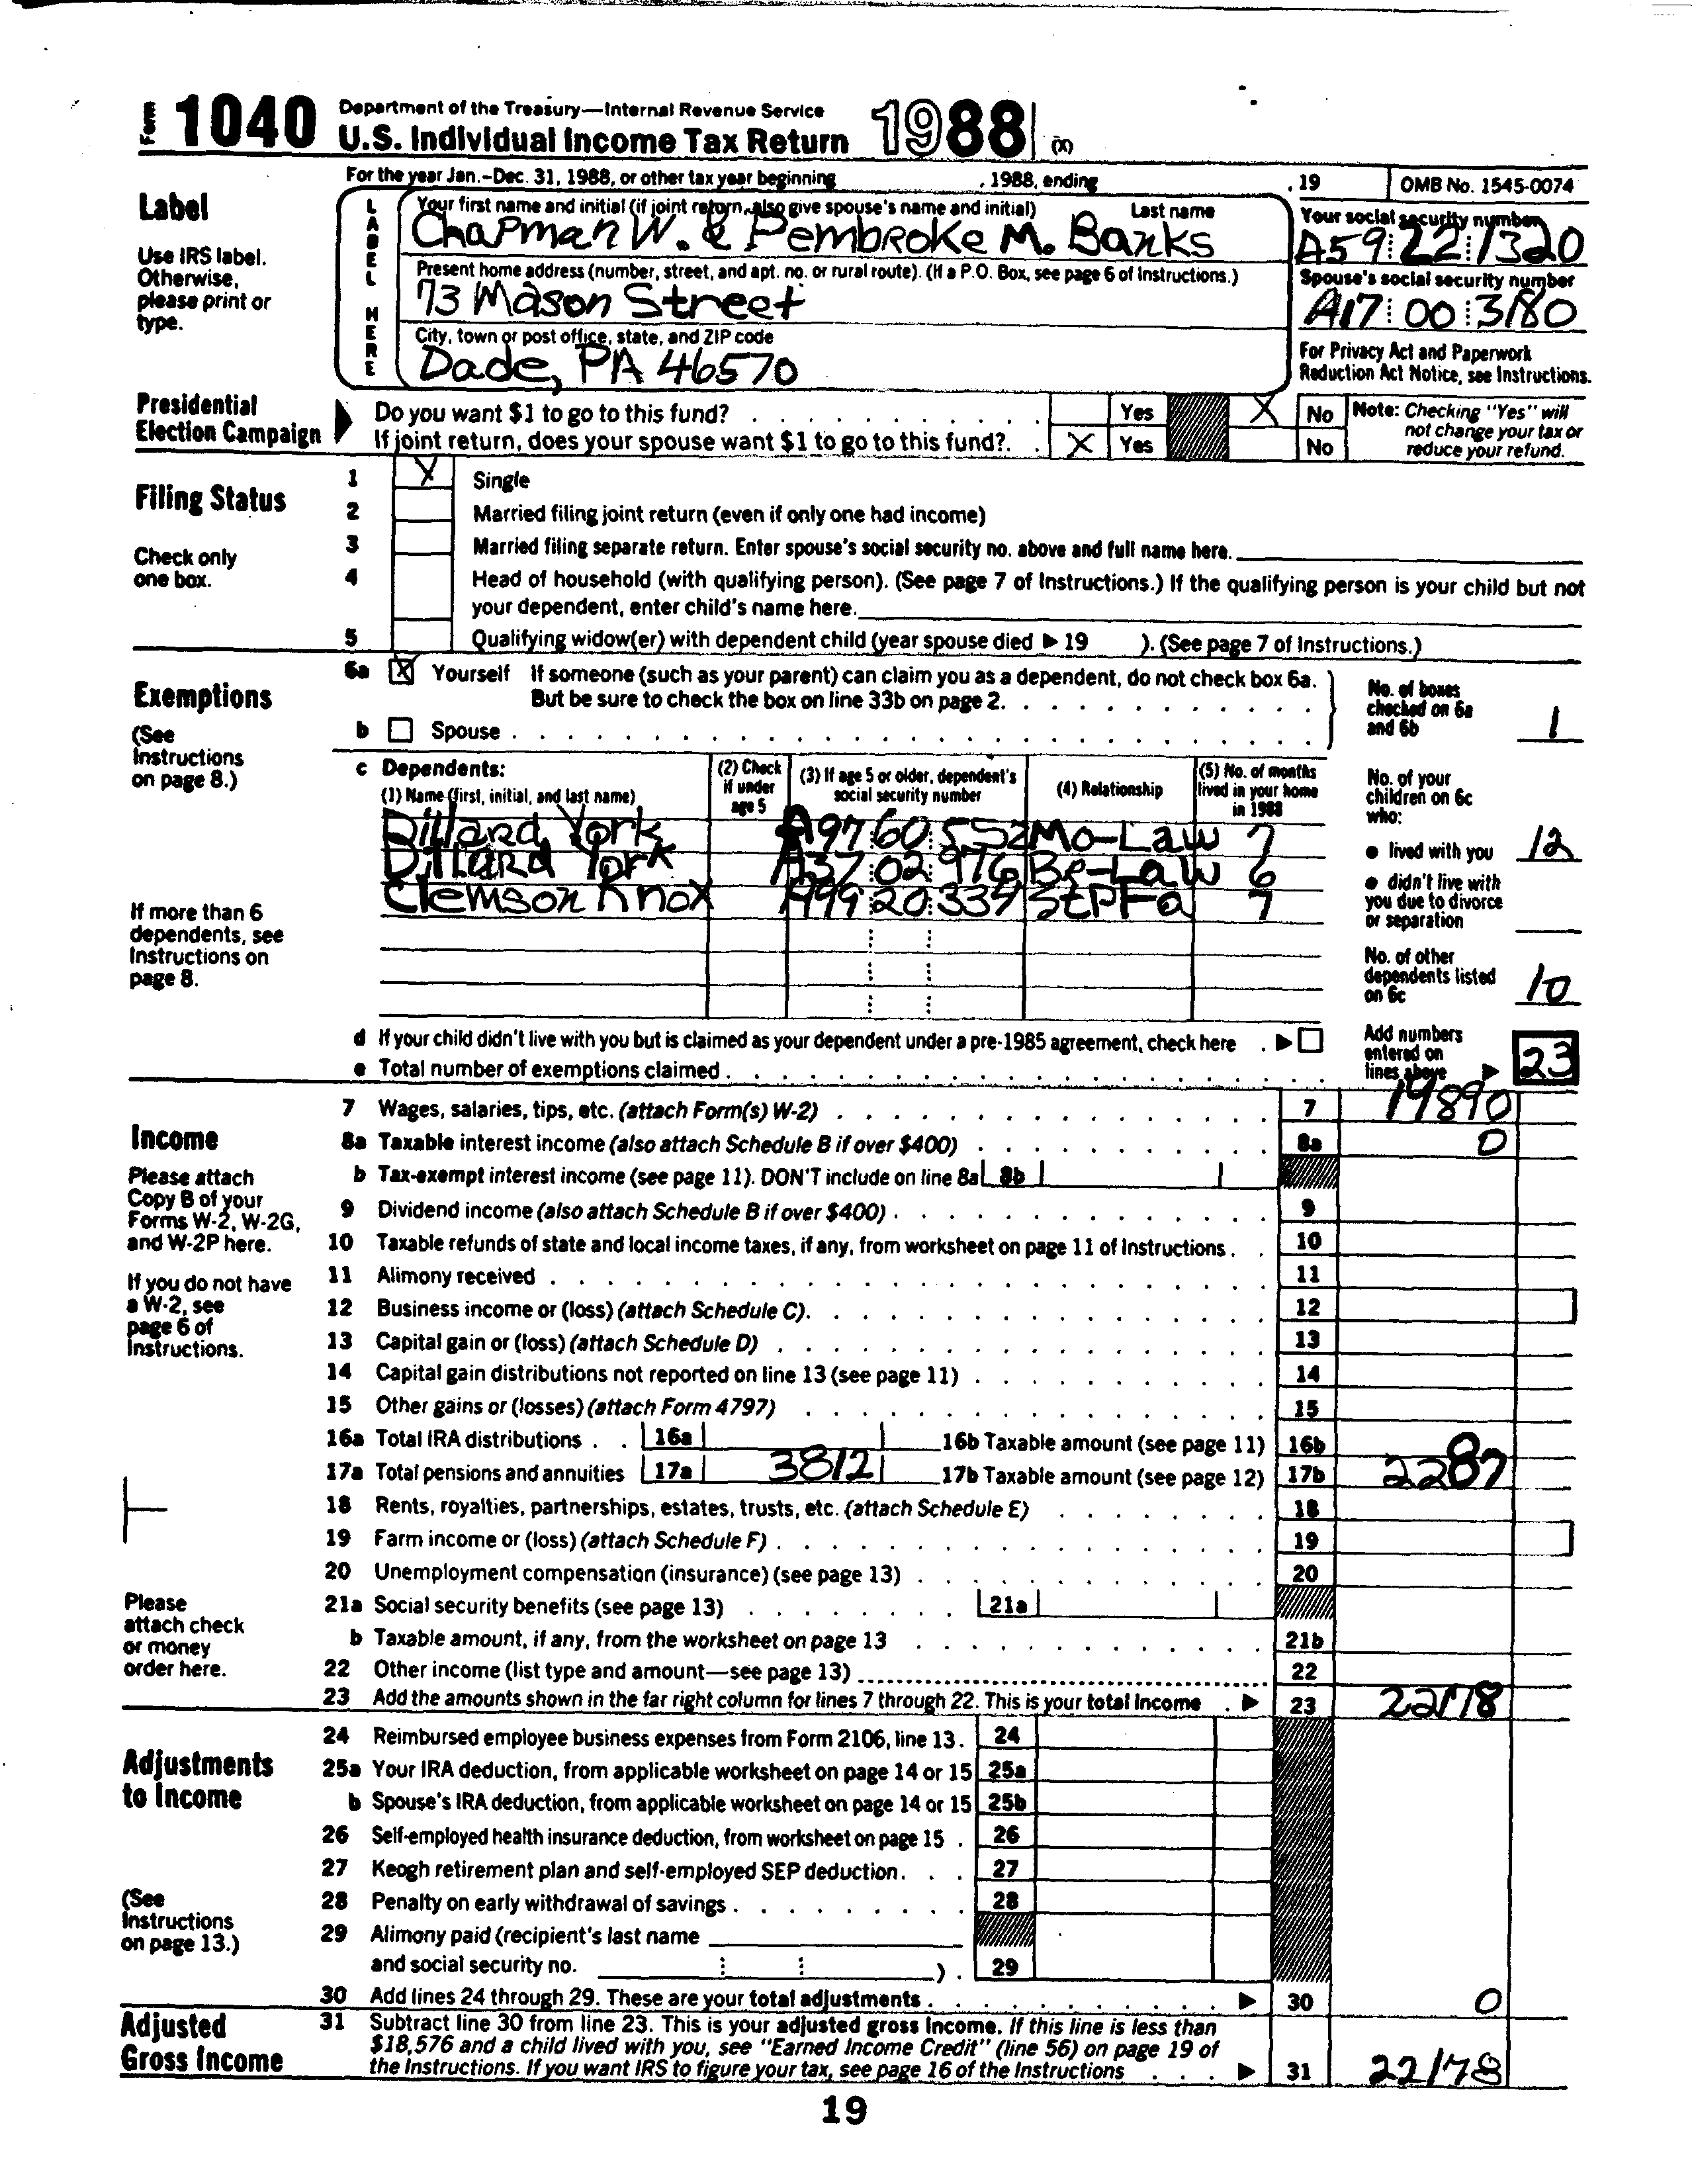 Form 1040 Department of the Treasury—Internal Revenue Service
U.S. Individual Income Tax Return 1988 (X)
For the year Jan.-Dec. 31, 1988, or other tax year beginning , 1988, ending , 19 OMB No. 1545-0074
Label
Use IRS label.
Otherwise,
please print or
type.
LABEL HERE
Your first name and initial (if joint return, also give spouse's name and initial) Last name
Chapman W. & Pembroke M. Banks
Your social security number
A59 22 1320
Present home address (number, street, and apt. no. or rural route). (If a P.O. Box, see page 6 of Instructions.)
73 Mason Street
Spouse's social security number
A17 00 3180
City, town or post office, state, and ZIP code
Dade, PA 46570
For Privacy Act and Paperwork
Reduction Act Notice, see Instructions.
Presidential
Election Campaign
Do you want $1 to go to this fund? Yes X No
If joint return, does your spouse want $1 to go to this fund? X Yes No
Note: Checking "Yes" will
not change your tax or
reduce your refund.
Filing Status
Check only
one box.
1 X Single
2 Married filing joint return (even if only one had income)
3 Married filing separate return. Enter spouse's social security no. above and full name here.
4 Head of household (with qualifying person). (See page 7 of Instructions.) If the qualifying person is your child but not
your dependent, enter child's name here.
5 Qualifying widow(er) with dependent child (year spouse died ▶ 19 ). (See page 7 of Instructions.)
Exemptions
(See
Instructions
on page 8.)
If more than 6
dependents, see
Instructions on
page 8.
6a X Yourself If someone (such as your parent) can claim you as a dependent, do not check box 6a.
But be sure to check the box on line 33b on page 2.
b Spouse
No. of boxes
checked on 6a
and 6b 1
c Dependents:
(1) Name (first, initial, and last name)
(2) Check
if under
age 5
(3) If age 5 or older, dependent's
social security number
(4) Relationship
(5) No. of months
lived in your home
in 1988
Dillard York A97 60 552 Mo-Law 7
Dillard York A37 02 976 Br-Law 6
Clemson Knox A99 20 334 StPFa 7
No. of your
children on 6c
who:
● lived with you 12
● didn't live with
you due to divorce
or separation
No. of other
dependents listed
on 6c 10
d If your child didn't live with you but is claimed as your dependent under a pre-1985 agreement, check here ▶
e Total number of exemptions claimed
Add numbers
entered on
lines above ▶ 23
Income
Please attach
Copy B of your
Forms W-2, W-2G,
and W-2P here.
If you do not have
a W-2, see
page 6 of
Instructions.
Please
attach check
or money
order here.
7 Wages, salaries, tips, etc. (attach Form(s) W-2) 7 19890
8a Taxable interest income (also attach Schedule B if over $400) 8a 0
b Tax-exempt interest income (see page 11). DON'T include on line 8a 8b
9 Dividend income (also attach Schedule B if over $400) 9
10 Taxable refunds of state and local income taxes, if any, from worksheet on page 11 of Instructions 10
11 Alimony received 11
12 Business income or (loss) (attach Schedule C) 12
13 Capital gain or (loss) (attach Schedule D) 13
14 Capital gain distributions not reported on line 13 (see page 11) 14
15 Other gains or (losses) (attach Form 4797) 15
16a Total IRA distributions 16a 16b Taxable amount (see page 11) 16b
17a Total pensions and annuities 17a 3812 17b Taxable amount (see page 12) 17b 2287
18 Rents, royalties, partnerships, estates, trusts, etc. (attach Schedule E) 18
19 Farm income or (loss) (attach Schedule F) 19
20 Unemployment compensation (insurance) (see page 13) 20
21a Social security benefits (see page 13) 21a
b Taxable amount, if any, from the worksheet on page 13 21b
22 Other income (list type and amount—see page 13) 22
23 Add the amounts shown in the far right column for lines 7 through 22. This is your total income ▶ 23 22178
Adjustments
to Income
(See
Instructions
on page 13.)
24 Reimbursed employee business expenses from Form 2106, line 13 24
25a Your IRA deduction, from applicable worksheet on page 14 or 15 25a
b Spouse's IRA deduction, from applicable worksheet on page 14 or 15 25b
26 Self-employed health insurance deduction, from worksheet on page 15 26
27 Keogh retirement plan and self-employed SEP deduction 27
28 Penalty on early withdrawal of savings 28
29 Alimony paid (recipient's last name
and social security no. ) 29
30 Add lines 24 through 29. These are your total adjustments ▶ 30 0
Adjusted
Gross Income
31 Subtract line 30 from line 23. This is your adjusted gross income. If this line is less than
$18,576 and a child lived with you, see "Earned Income Credit" (line 56) on page 19 of
the Instructions. If you want IRS to figure your tax, see page 16 of the Instructions ▶ 31 22178
19